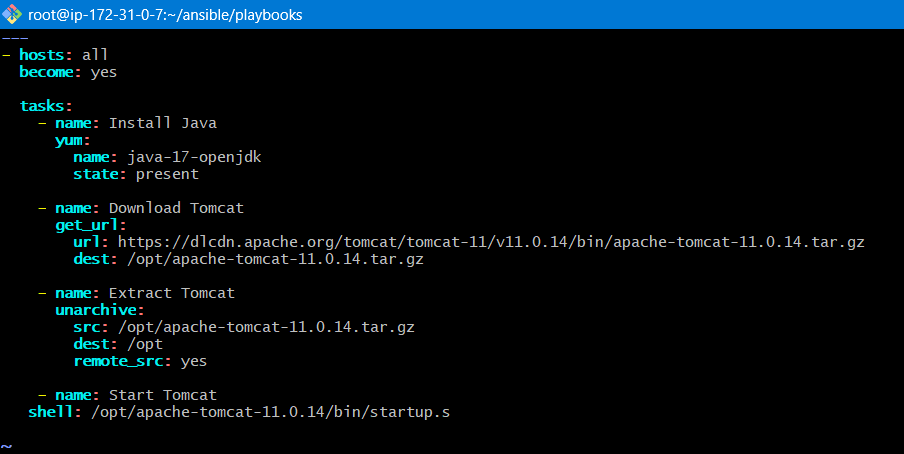 root@ip-172-31-0-7:~/ansible/playbooks
---
- hosts: all
  become: yes

  tasks:
    - name: Install Java
      yum:
        name: java-17-openjdk
        state: present

    - name: Download Tomcat
      get_url:
        url: https://dlcdn.apache.org/tomcat/tomcat-11/v11.0.14/bin/apache-tomcat-11.0.14.tar.gz
        dest: /opt/apache-tomcat-11.0.14.tar.gz

    - name: Extract Tomcat
      unarchive:
        src: /opt/apache-tomcat-11.0.14.tar.gz
        dest: /opt
        remote_src: yes

    - name: Start Tomcat
   shell: /opt/apache-tomcat-11.0.14/bin/startup.s

~